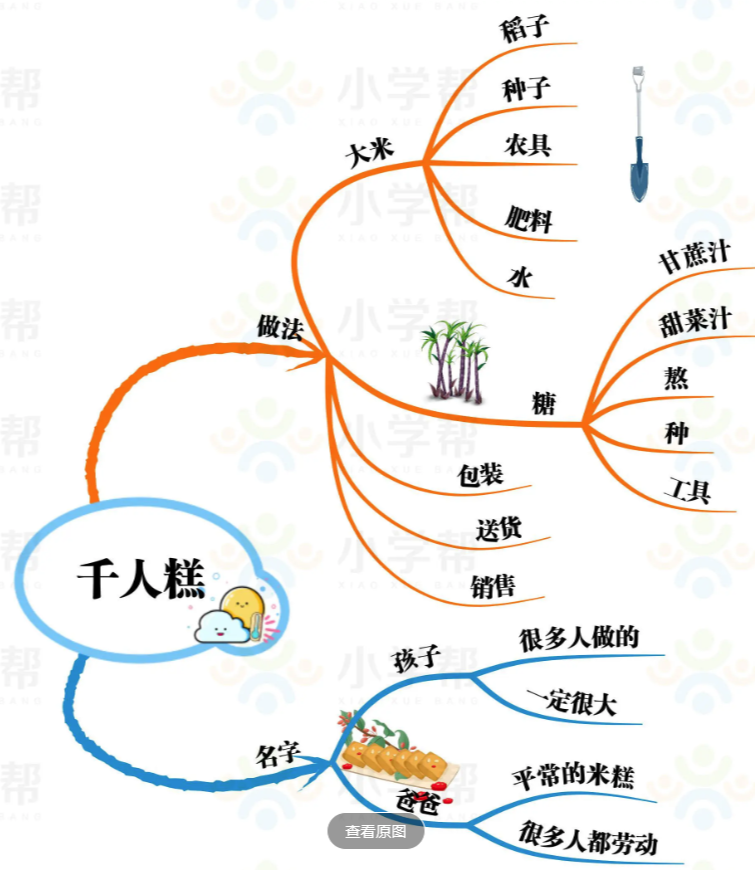 千人糕
做法
大米
稻子
种子
农具
肥料
水
糖
甘蔗汁
甜菜汁
熬
种
工具
包装
送货
销售
名字
孩子
很多人做的
一定很大
爸爸
平常的米糕
很多人都劳动
查看原图
小学帮
XIAO XUE BANG